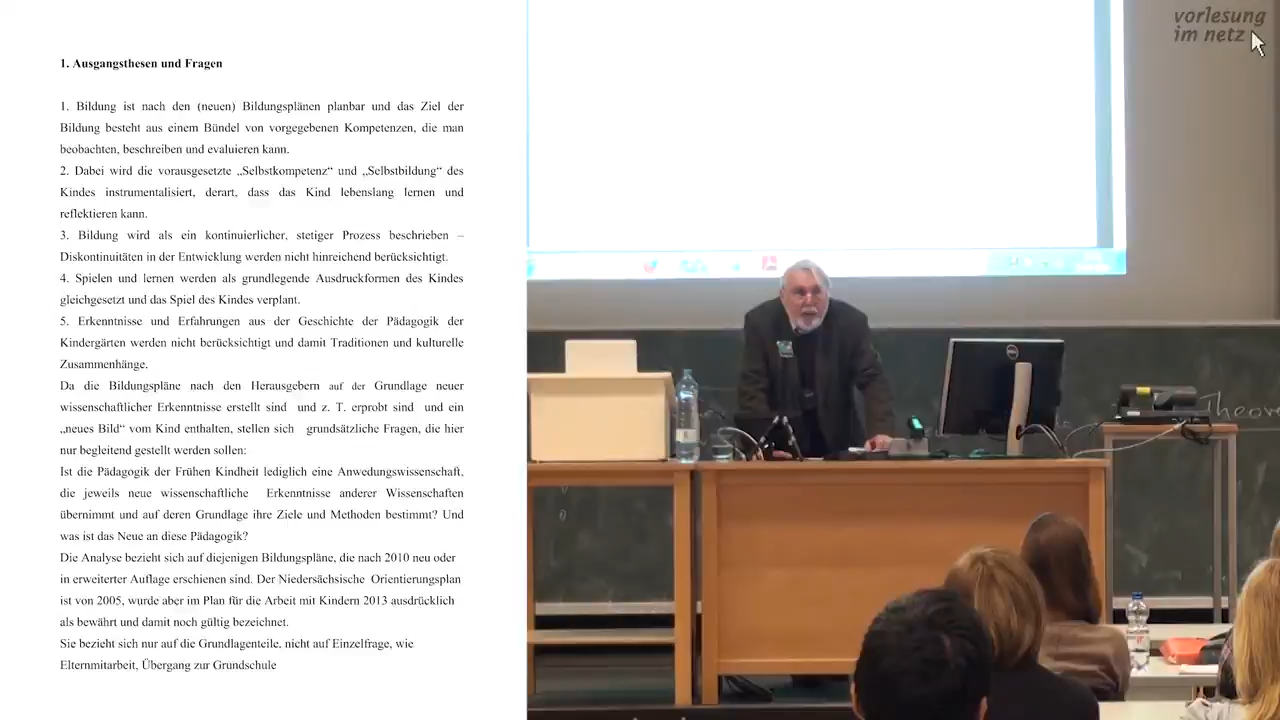 1. Ausgangsthesen und Fragen
1. Bildung ist nach den (neuen) Bildungsplänen planbar und das Ziel der
Bildung besteht aus einem Bündel von vorgegebenen Kompetenzen, die man
beobachten, beschreiben und evaluieren kann.
2. Dabei wird die vorausgesetzte „Selbstkompetenz“ und „Selbstbildung“ des
Kindes instrumentalisiert, derart, dass das Kind lebenslang lernen und
reflektieren kann.
3. Bildung wird als ein kontinuierlicher, stetiger Prozess beschrieben –
Diskontinuitäten in der Entwicklung werden nicht hinreichend berücksichtigt.
4. Spielen und lernen werden als grundlegende Ausdruckformen des Kindes
gleichgesetzt und das Spiel des Kindes verplant.
5. Erkenntnisse und Erfahrungen aus der Geschichte der Pädagogik der
Kindergärten werden nicht berücksichtigt und damit Traditionen und kulturelle
Zusammenhänge.
Da die Bildungspläne nach den Herausgebern auf der Grundlage neuer
wissenschaftlicher Erkenntnisse erstellt sind und z. T. erprobt sind und ein
„neues Bild“ vom Kind enthalten, stellen sich grundsätzliche Fragen, die hier
nur begleitend gestellt werden sollen:
Ist die Pädagogik der Frühen Kindheit lediglich eine Anwedungswissenschaft,
die jeweils neue wissenschaftliche Erkenntnisse anderer Wissenschaften
übernimmt und auf deren Grundlage ihre Ziele und Methoden bestimmt? Und
was ist das Neue an diese Pädagogik?
Die Analyse bezieht sich auf diejenigen Bildungspläne, die nach 2010 neu oder
in erweiterter Auflage erschienen sind. Der Niedersächsische Orientierungsplan
ist von 2005, wurde aber im Plan für die Arbeit mit Kindern 2013 ausdrücklich
als bewährt und damit noch gültig bezeichnet.
Sie bezieht sich nur auf die Grundlagenteile, nicht auf Einzelfrage, wie
Elternmitarbeit, Übergang zur Grundschule
vorlesung
im netz
DELL
Theor